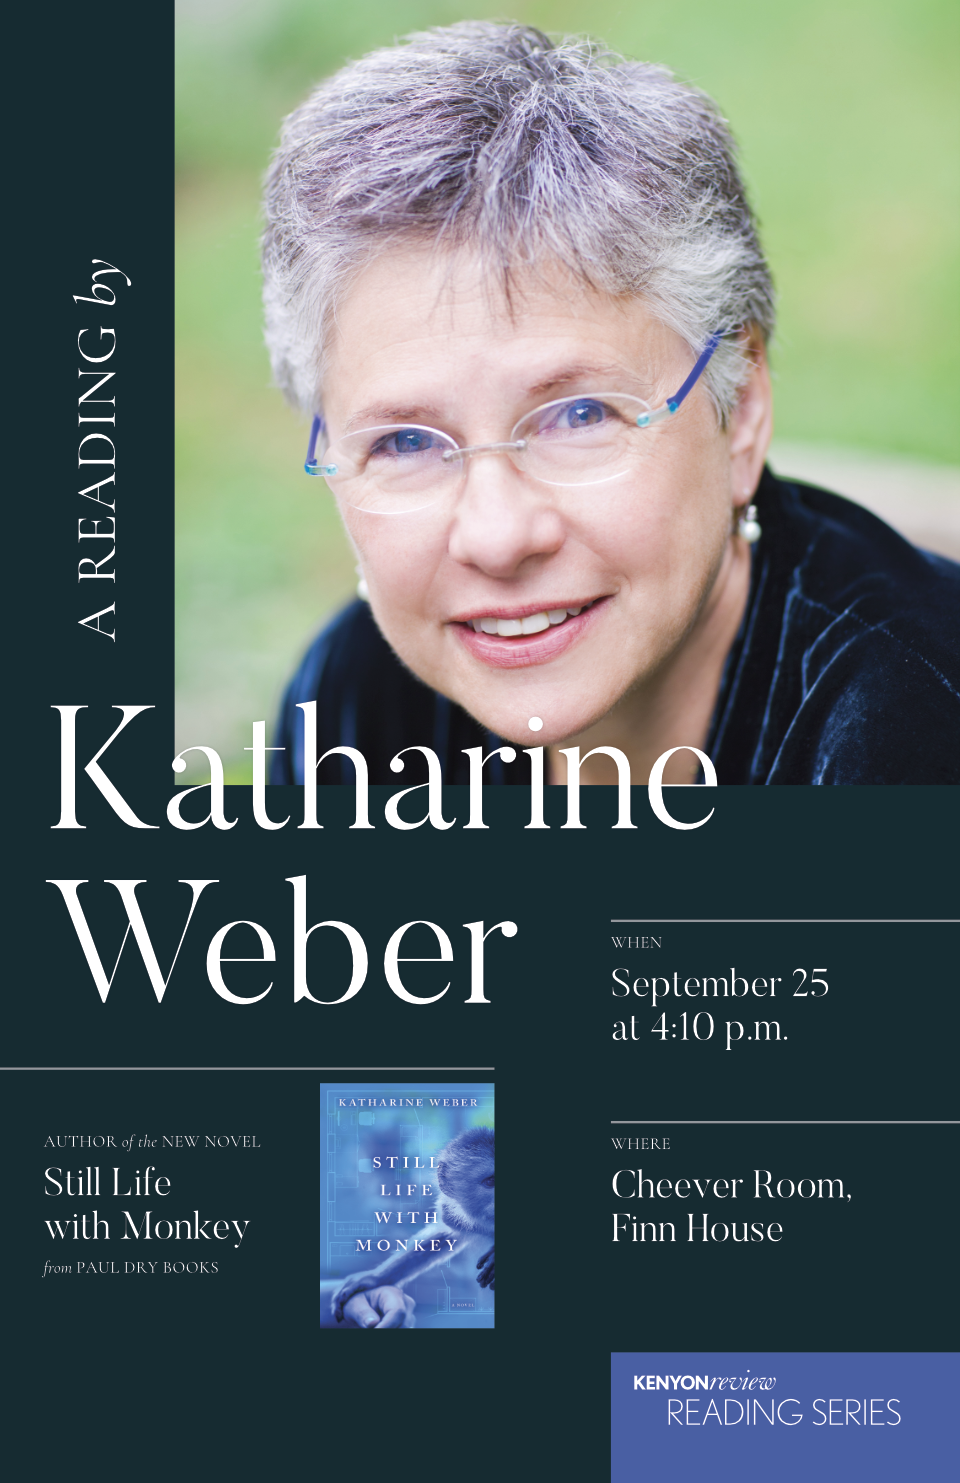 A READING by
Katharine
Weber
WHEN
September 25
at 4:10 p.m.
AUTHOR of the NEW NOVEL
Still Life
with Monkey
from PAUL DRY BOOKS
KATHARINE WEBER
STILL
LIFE
WITH
MONKEY
A NOVEL
WHERE
Cheever Room,
Finn House
KENYONreview
READING SERIES